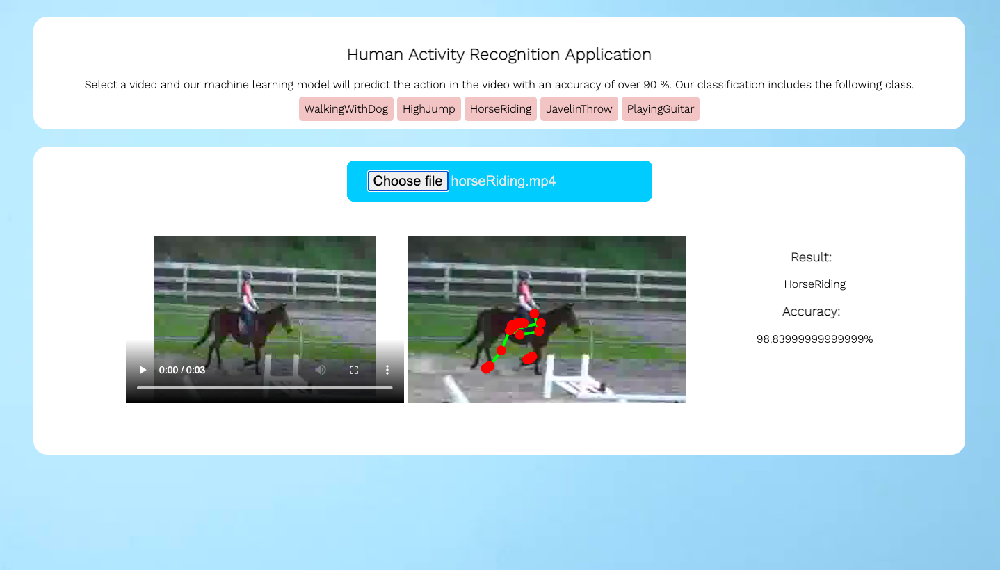 Human Activity Recognition Application
Select a video and our machine learning model will predict the action in the video with an accuracy of over 90 %. Our classification includes the following class.
WalkingWithDog HighJump HorseRiding JavelinThrow PlayingGuitar
Choose file horseRiding.mp4
Result:
HorseRiding
Accuracy:
98.83999999999999%
0:00 / 0:03